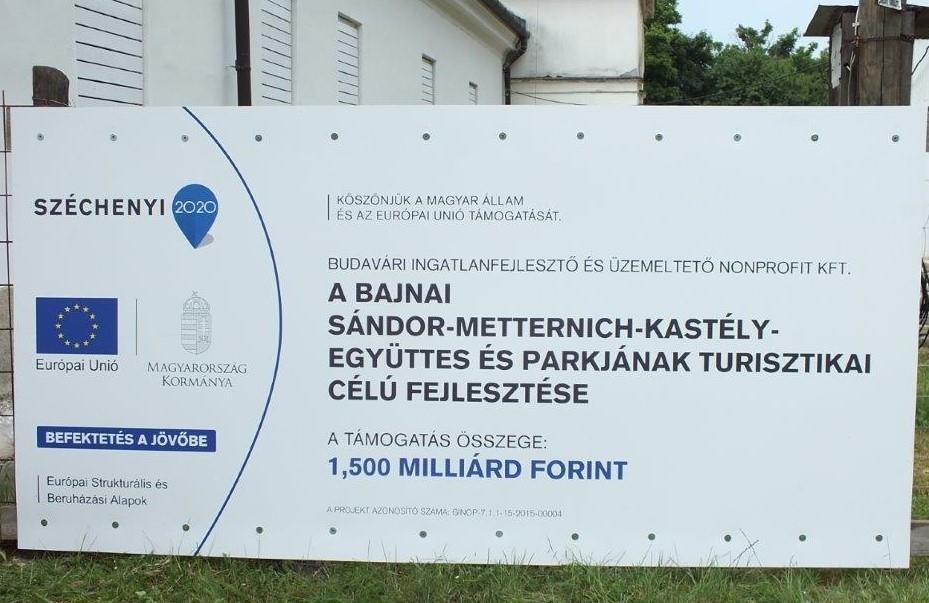 SZÉCHENYI 2020
Európai Unió
MAGYARORSZÁG
KORMÁNYA
BEFEKTETÉS A JÖVŐBE
Európai Strukturális és
Beruházási Alapok
KÖSZÖNJÜK A MAGYAR ÁLLAM
ÉS AZ EURÓPAI UNIÓ TÁMOGATÁSÁT.
BUDAVÁRI INGATLANFEJLESZTŐ ÉS ÜZEMELTETŐ NONPROFIT KFT.
A BAJNAI
SÁNDOR-METTERNICH-KASTÉLY-
EGYÜTTES ÉS PARKJÁNAK TURISZTIKAI
CÉLÚ FEJLESZTÉSE
A TÁMOGATÁS ÖSSZEGE:
1,500 MILLIÁRD FORINT
A PROJEKT AZONOSÍTÓ SZÁMA: GINOP-7.1.1-15-2015-00004